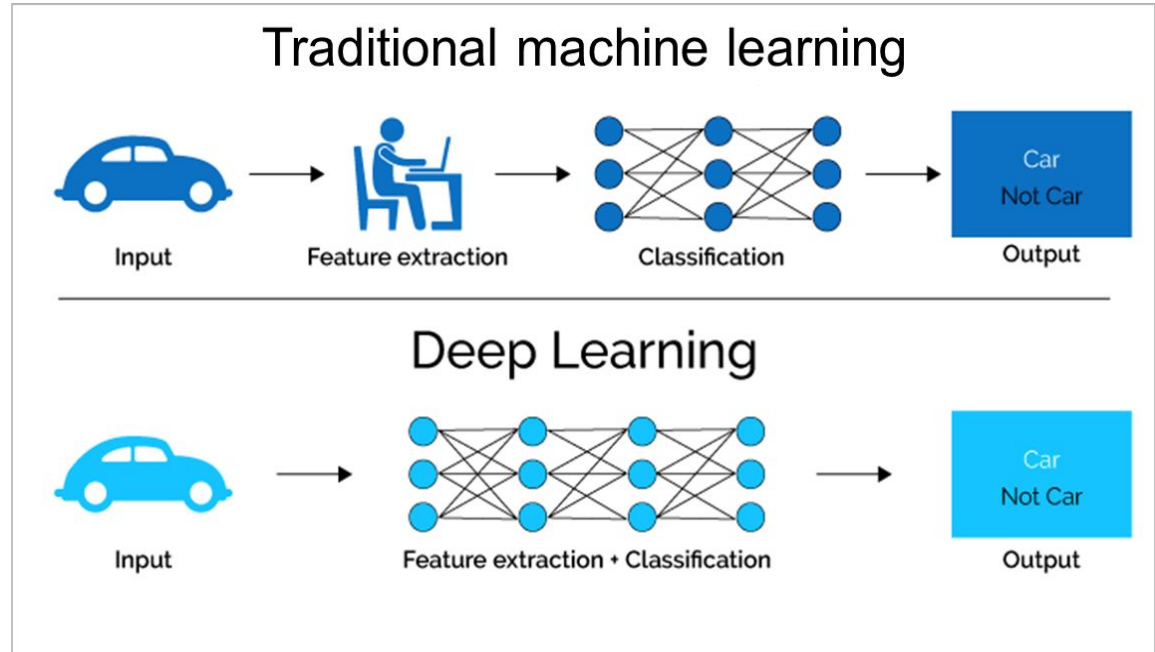 Traditional machine learning
Car
Not Car
Input
Feature extraction
Classification
Output
Deep Learning
Car
Not Car
Input
Feature extraction + Classification
Output